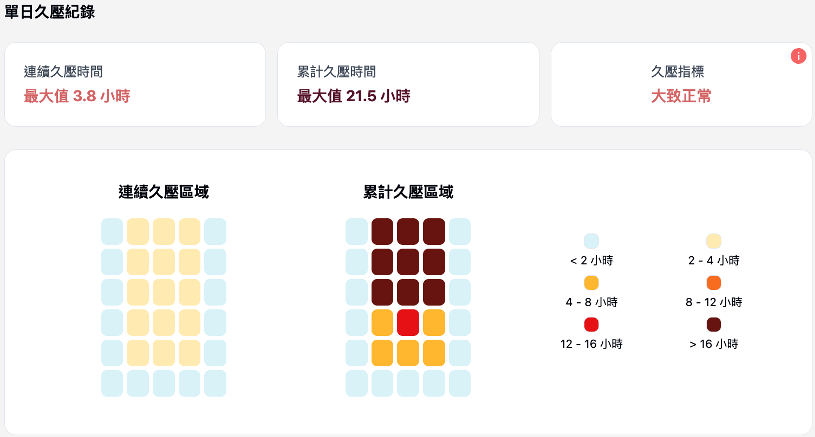 單日久壓紀錄
連續久壓時間
最大值 3.8 小時
累計久壓時間
最大值 21.5 小時
久壓指標
大致正常
連續久壓區域
累計久壓區域
< 2 小時
2 - 4 小時
4 - 8 小時
8 - 12 小時
12 - 16 小時
> 16 小時